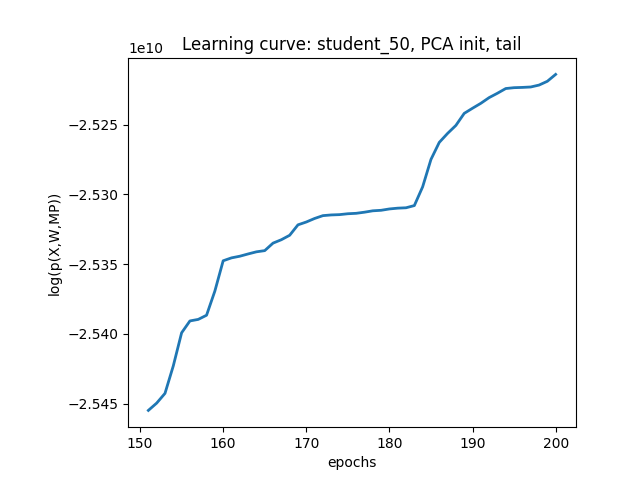 Learning curve: student_50, PCA init, tail
1e10
log(p(X,W,MP))
−2.525
−2.530
−2.535
−2.540
−2.545
150 160 170 180 190 200
epochs